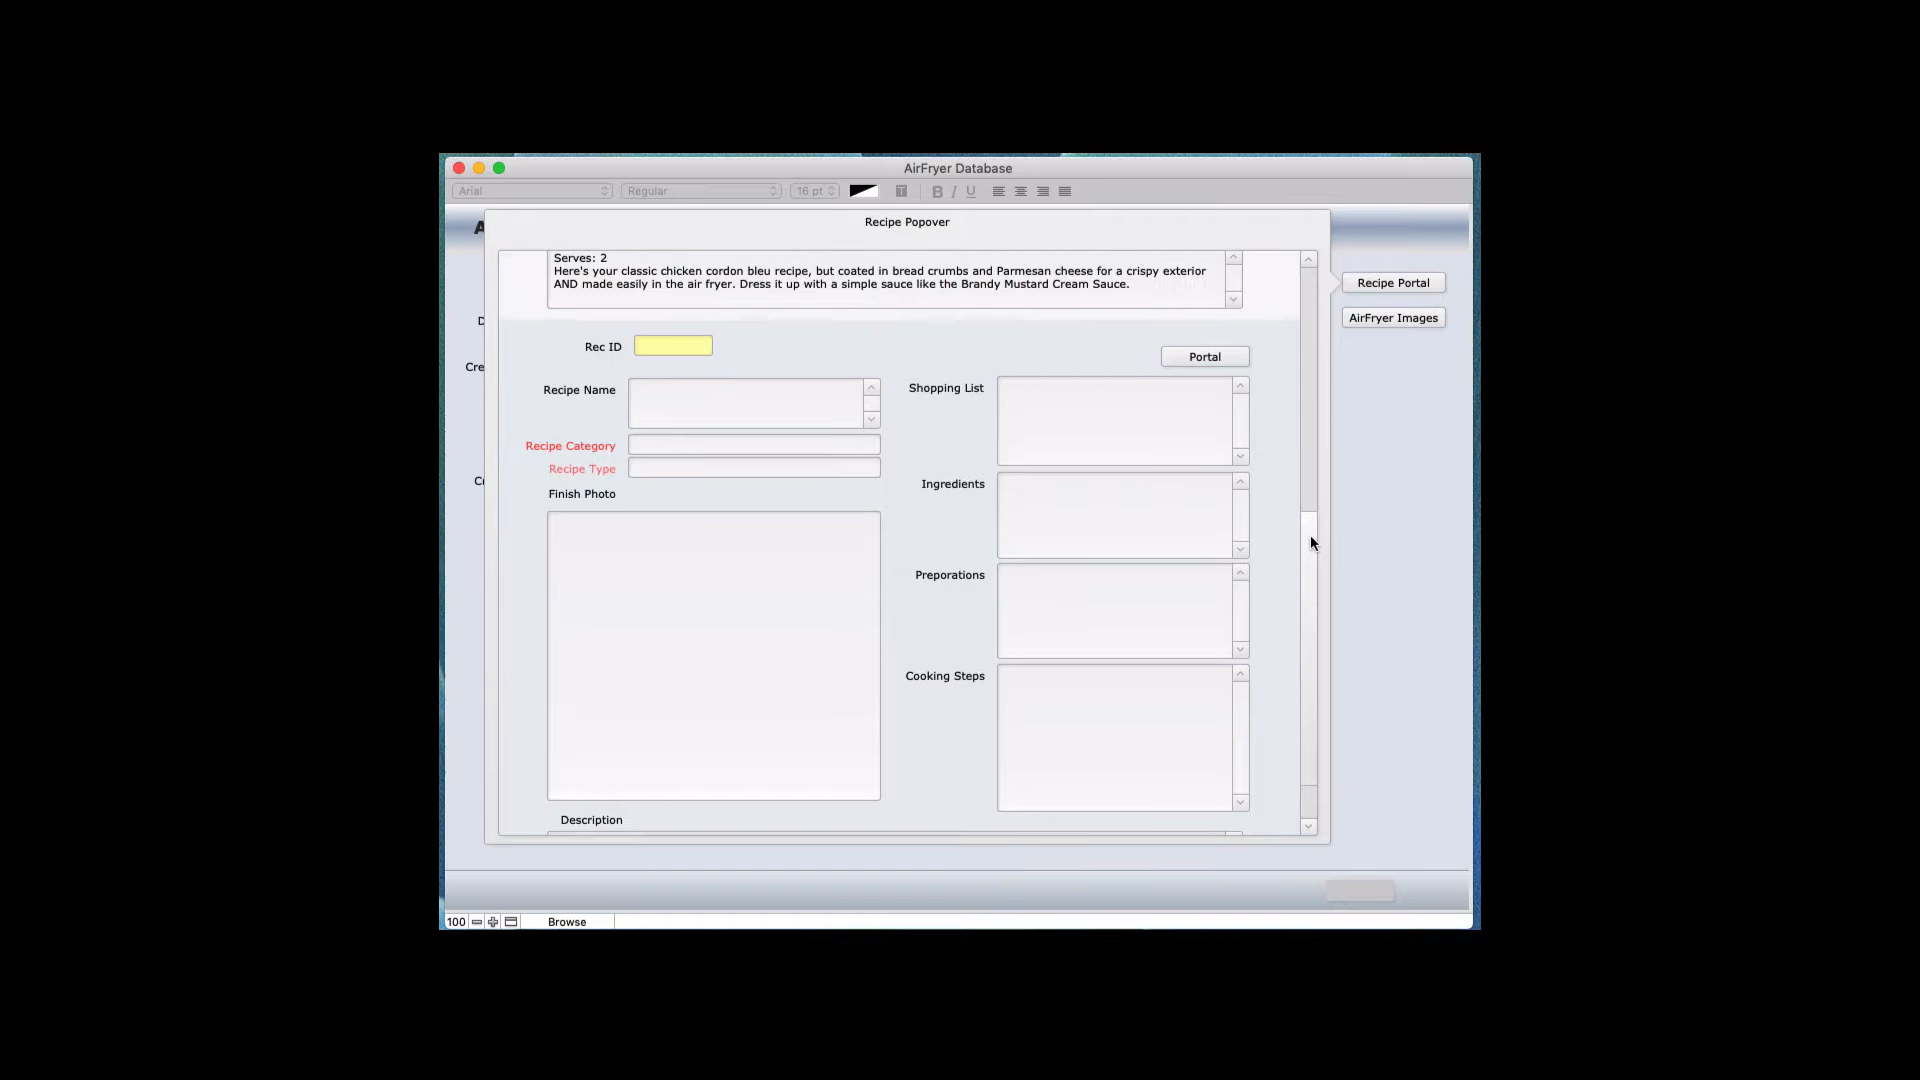 AirFryer Database
Arial
Regular
16 pt
B I U
A
Recipe Popover
Serves: 2
Here's your classic chicken cordon bleu recipe, but coated in bread crumbs and Parmesan cheese for a crispy exterior
AND made easily in the air fryer. Dress it up with a simple sauce like the Brandy Mustard Cream Sauce.
Recipe Portal
AirFryer Images
D
Rec ID
Portal
Cre
Recipe Name
Shopping List
Recipe Category
Recipe Type
Ingredients
Finish Photo
Preporations
Cooking Steps
Description
100
Browse